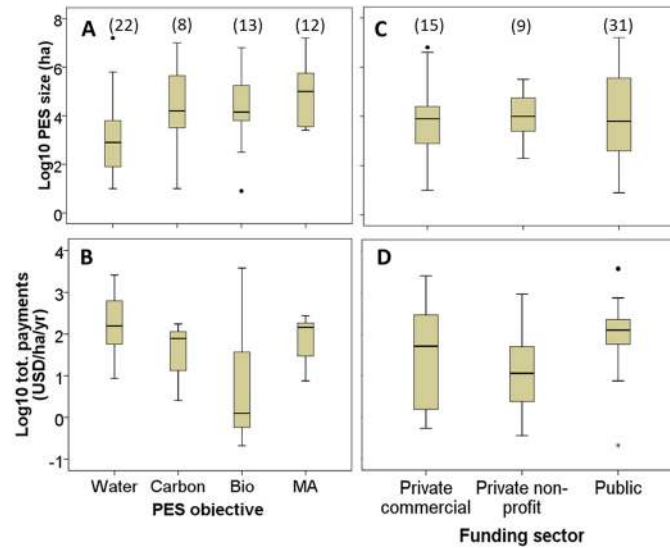 A (22) (8) (13) (12)
C (15) (9) (31)
Log10 PES size (ha)
8
6
4
2
0
B
D
Log10 tot. payments
(USD/ha/yr)
4
3
2
1
0
-1
Water Carbon Bio MA
PES objective
Private commercial Private non-profit Public
Funding sector